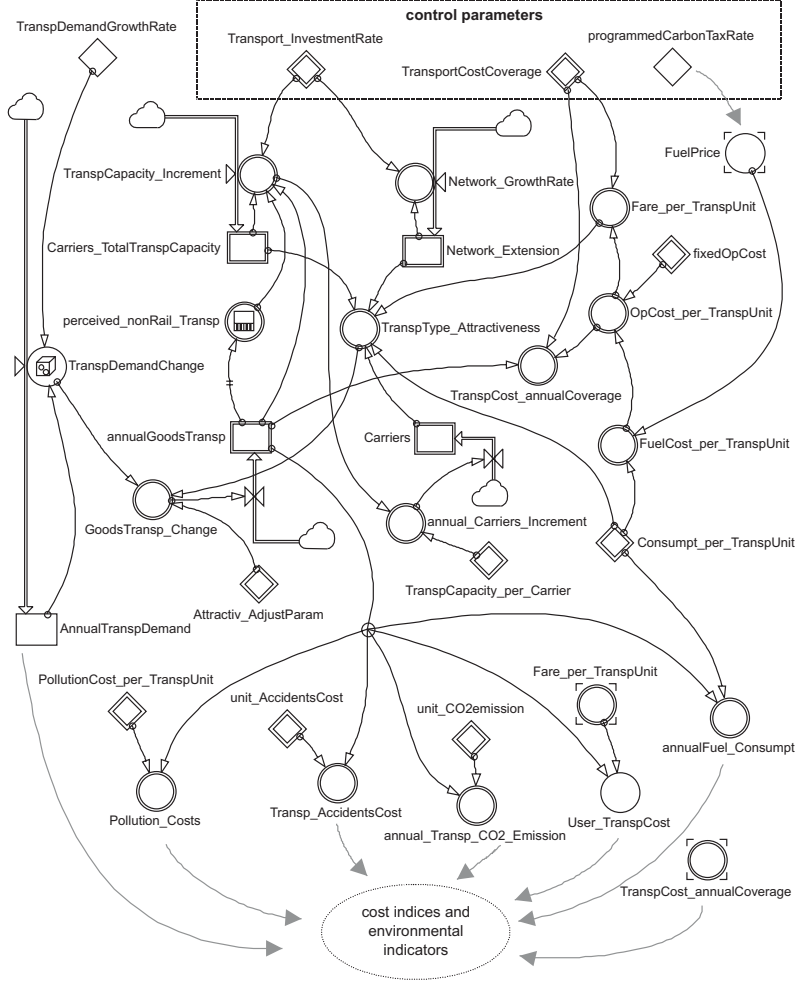 control parameters
TranspDemandGrowthRate
Transport_InvestmentRate
programmedCarbonTaxRate
TransportCostCoverage
FuelPrice
TranspCapacity_Increment
Network_GrowthRate
Fare_per_TranspUnit
Carriers_TotalTranspCapacity
Network_Extension
fixedOpCost
OpCost_per_TranspUnit
perceived_nonRail_Transp
TranspType_Attractiveness
TranspDemandChange
TranspCost_annualCoverage
annualGoodsTransp
Carriers
FuelCost_per_TranspUnit
GoodsTransp_Change
annual_Carriers_Increment
Consumpt_per_TranspUnit
TranspCapacity_per_Carrier
Attractiv_AdjustParam
AnnualTranspDemand
PollutionCost_per_TranspUnit
Fare_per_TranspUnit
unit_AccidentsCost
unit_CO2emission
annualFuel_Consumpt
Pollution_Costs
Transp_AccidentsCost
User_TranspCost
annual_Transp_CO2_Emission
TranspCost_annualCoverage
cost indices and
environmental
indicators